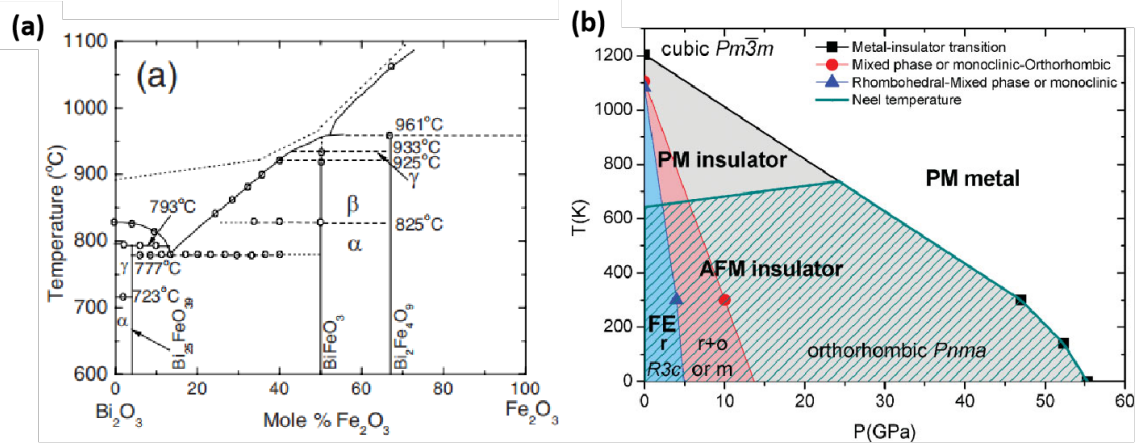 (a)
(a)
1100
1000
900
800
700
600
Temperature (°C)
0
20
40
60
80
100
Bi₂O₃
Mole % Fe₂O₃
Fe₂O₃
961°C
933°C
925°C
γ
β
825°C
α
793°C
γ
777°C
723°C
α
Bi₂₅FeO₃₉
BiFeO₃
Bi₂Fe₄O₉
(b)
cubic Pm3̅m
Metal-insulator transition
Mixed phase or monoclinic-Orthorhombic
Rhombohedral-Mixed phase or monoclinic
Neel temperature
1200
1000
800
600
400
200
0
T(K)
PM insulator
PM metal
AFM insulator
FE
r
R3c
r+o
or m
orthorhombic Pnma
0
10
20
30
40
50
60
P(GPa)